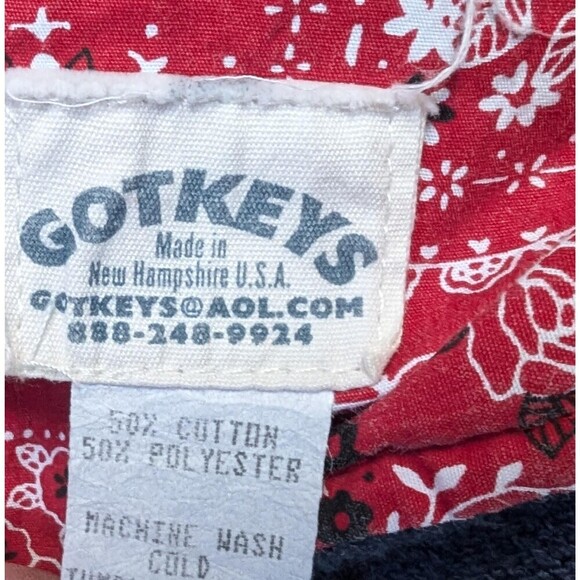 GOTKEYS
Made in
New Hampshire U.S.A.
GOTKEYS@AOL.COM
888-248-9924
50% COTTON
50% POLYESTER
MACHINE WASH
COLD